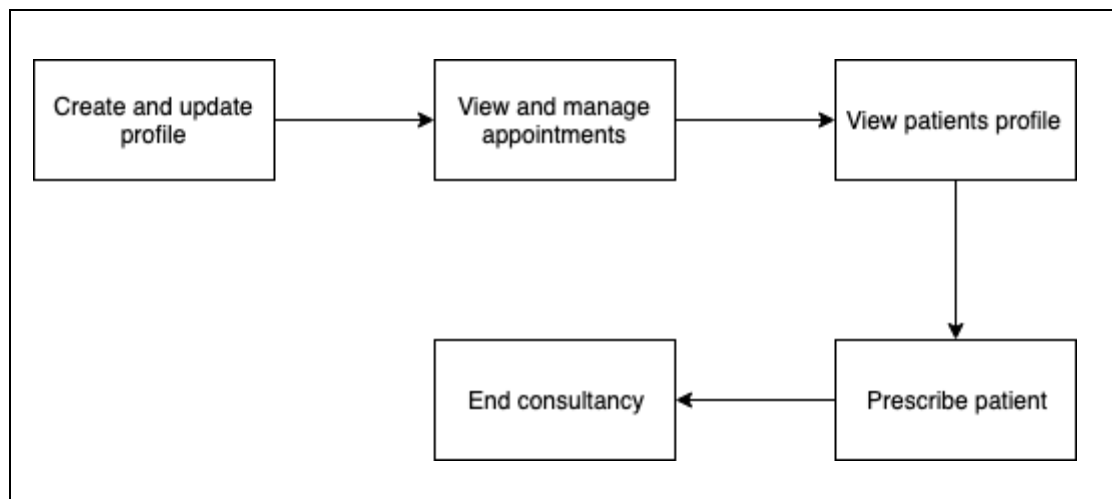 Create and update
profile
View and manage
appointments
View patients profile
Prescribe patient
End consultancy